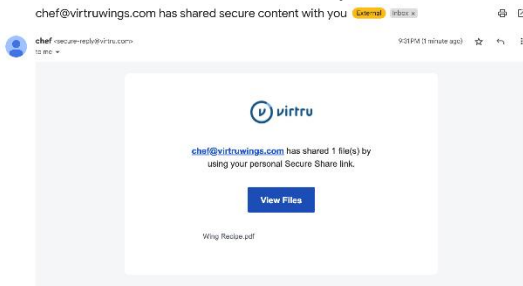 chef@virtruwings.com has shared secure content with you External Inbox x
chef <secure-reply@virtru.com> 9:31 PM (1 minute ago)
to me
virtru
chef@virtruwings.com has shared 1 file(s) by
using your personal Secure Share link.
View Files
Wing Recipe.pdf